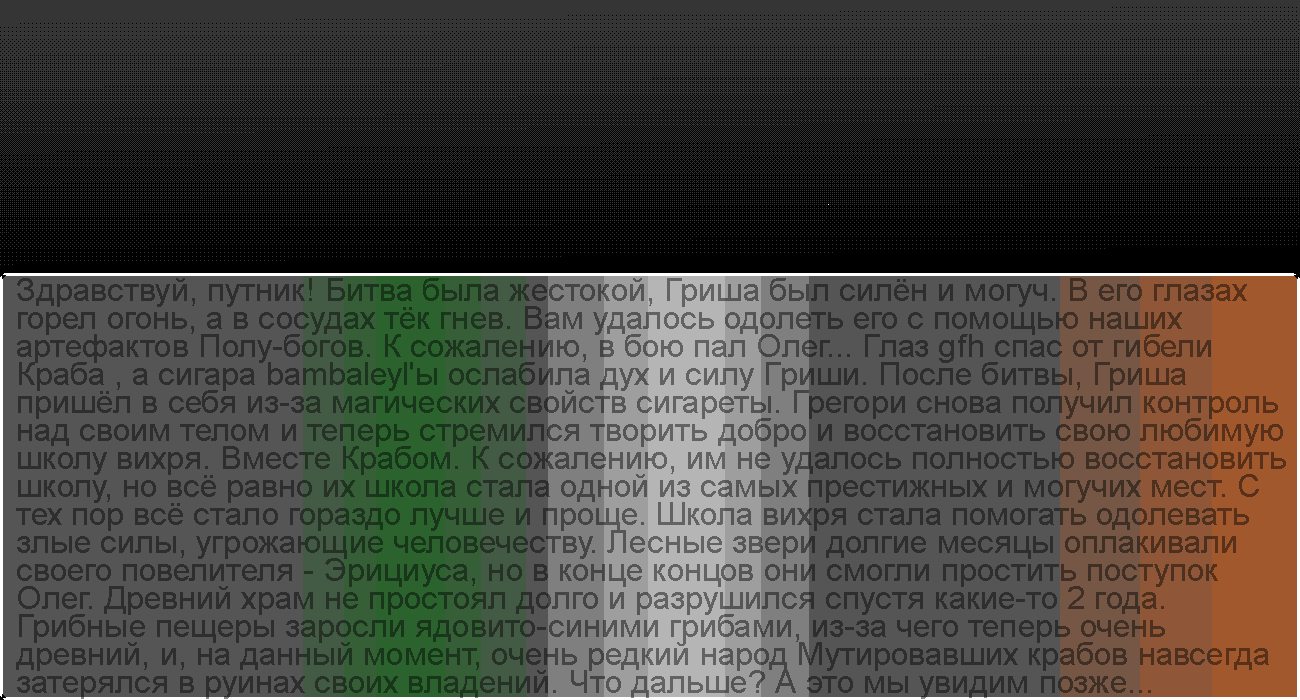 Здравствуй, путник! Битва была жестокой, Гриша был силён и могуч. В его глазах
горел огонь, а в сосудах тёк гнев. Вам удалось одолеть его с помощью наших
артефактов Полу-богов. К сожалению, в бою пал Олег... Глаз gfh спас от гибели
Краба , а сигара bambaleyl'ы ослабила дух и силу Гриши. После битвы, Гриша
пришёл в себя из-за магических свойств сигареты. Грегори снова получил контроль
над своим телом и теперь стремился творить добро и восстановить свою любимую
школу вихря. Вместе Крабом. К сожалению, им не удалось полностью восстановить
школу, но всё равно их школа стала одной из самых престижных и могучих мест. С
тех пор всё стало гораздо лучше и проще. Школа вихря стала помогать одолевать
злые силы, угрожающие человечеству. Лесные звери долгие месяцы оплакивали
своего повелителя - Эрициуса, но в конце концов они смогли простить поступок
Олег. Древний храм не простоял долго и разрушился спустя какие-то 2 года.
Грибные пещеры заросли ядовито-синими грибами, из-за чего теперь очень
древний, и, на данный момент, очень редкий народ Мутировавших крабов навсегда
затерялся в руинах своих владений. Что дальше? А это мы увидим позже...